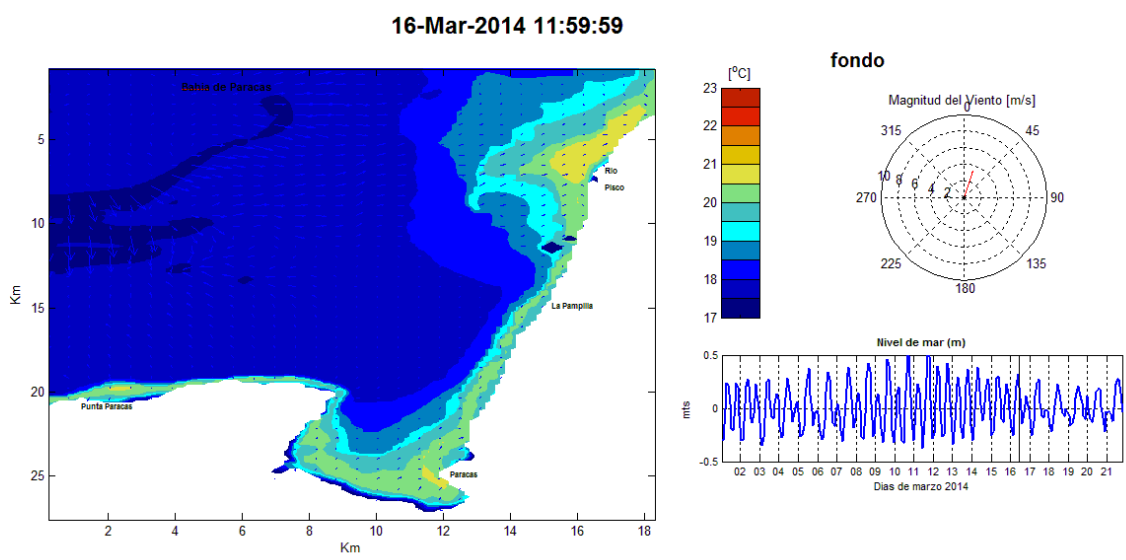 16-Mar-2014 11:59:59
Bahia de Paracas
Rio
Pisco
La Pampilla
Punta Paracas
Paracas
5
10
15
20
25
Km
2 4 6 8 10 12 14 16 18
Km
[°C]
23
22
21
20
19
18
17
fondo
Magnitud del Viento [m/s]
0
315 45
10 8 6 4 2
270 90
225 135
180
Nivel de mar (m)
0.5
0
-0.5
mts
02 03 04 05 06 07 08 09 10 11 12 13 14 15 16 17 18 19 20 21
Dias de marzo 2014